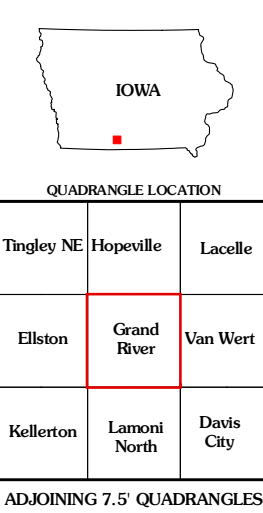 IOWA
QUADRANGLE LOCATION
Tingley NE
Hopeville
Lacelle
Ellston
Grand
River
Van Wert
Kellerton
Lamoni
North
Davis
City
ADJOINING 7.5' QUADRANGLES